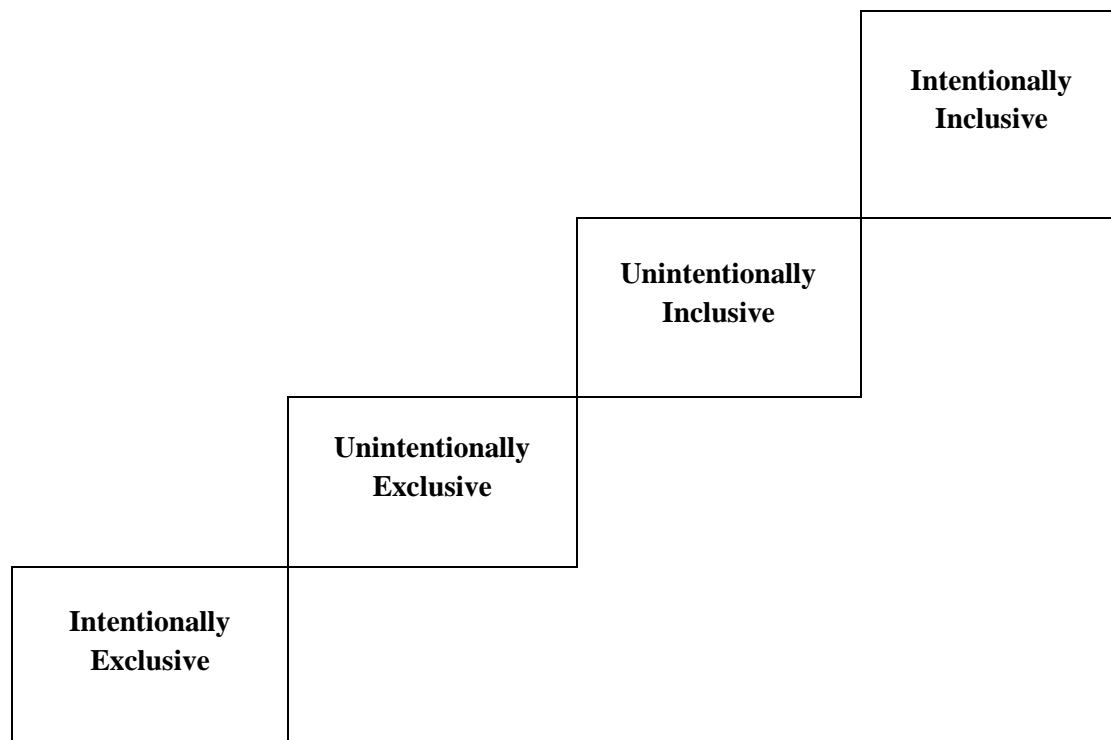 Intentionally
Inclusive
Unintentionally
Inclusive
Unintentionally
Exclusive
Intentionally
Exclusive